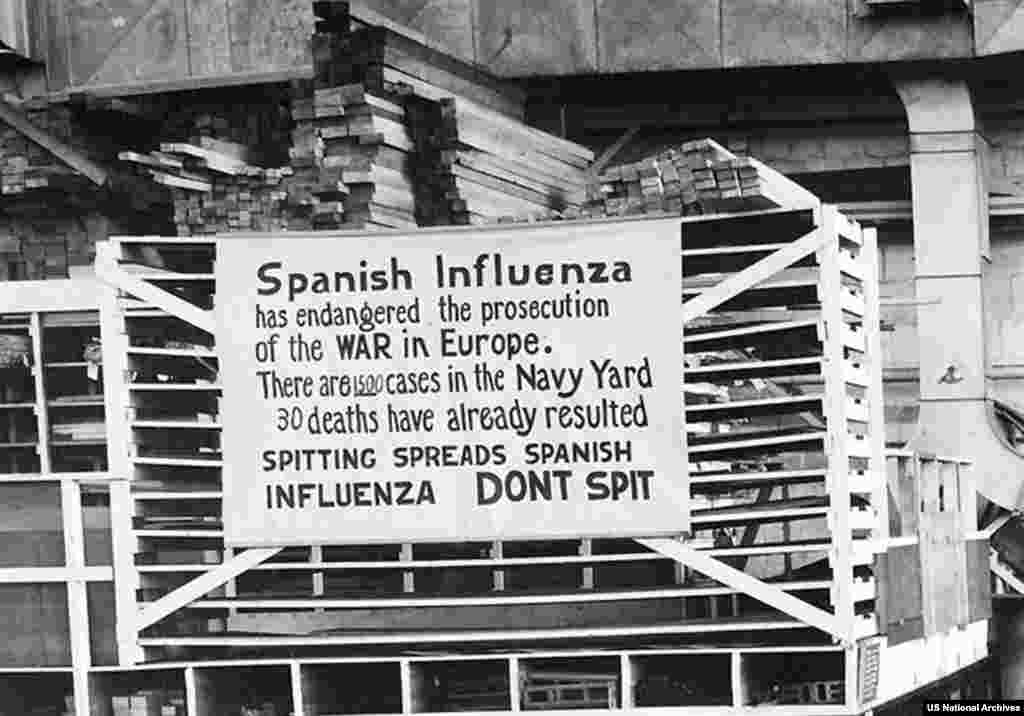 Spanish Influenza
has endangered the prosecution
of the WAR in Europe.
There are 1500 cases in the Navy Yard
30 deaths have already resulted
SPITTING SPREADS SPANISH
INFLUENZA DONT SPIT
US National Archives